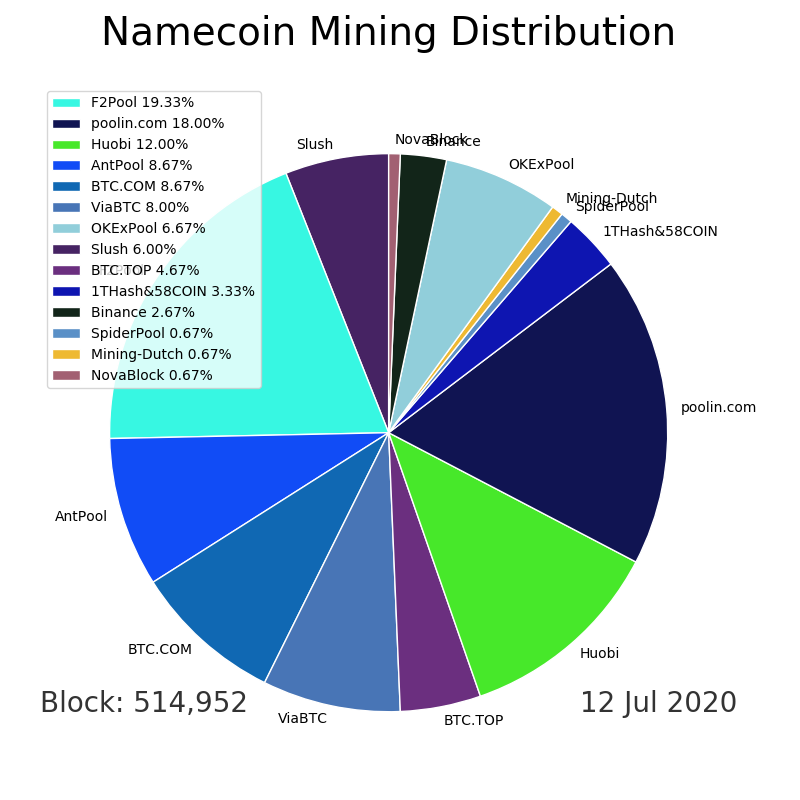 Namecoin Mining Distribution
F2Pool 19.33%
poolin.com 18.00%
Huobi 12.00%
AntPool 8.67%
BTC.COM 8.67%
ViaBTC 8.00%
OKExPool 6.67%
Slush 6.00%
BTC.TOP 4.67%
1THash&58COIN 3.33%
Binance 2.67%
SpiderPool 0.67%
Mining-Dutch 0.67%
NovaBlock 0.67%
Slush
NovaBlock
Binance
OKExPool
Mining-Dutch
SpiderPool
1THash&58COIN
poolin.com
AntPool
BTC.COM
Huobi
ViaBTC
BTC.TOP
Block: 514,952
12 Jul 2020